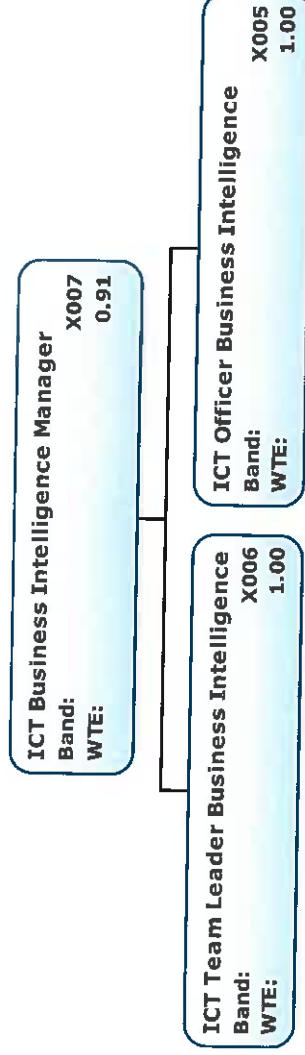 ICT Business Intelligence Manager
Band: X007
WTE: 0.91
ICT Team Leader Business Intelligence
Band: X006
WTE: 1.00
ICT Officer Business Intelligence
Band: X005
WTE: 1.00